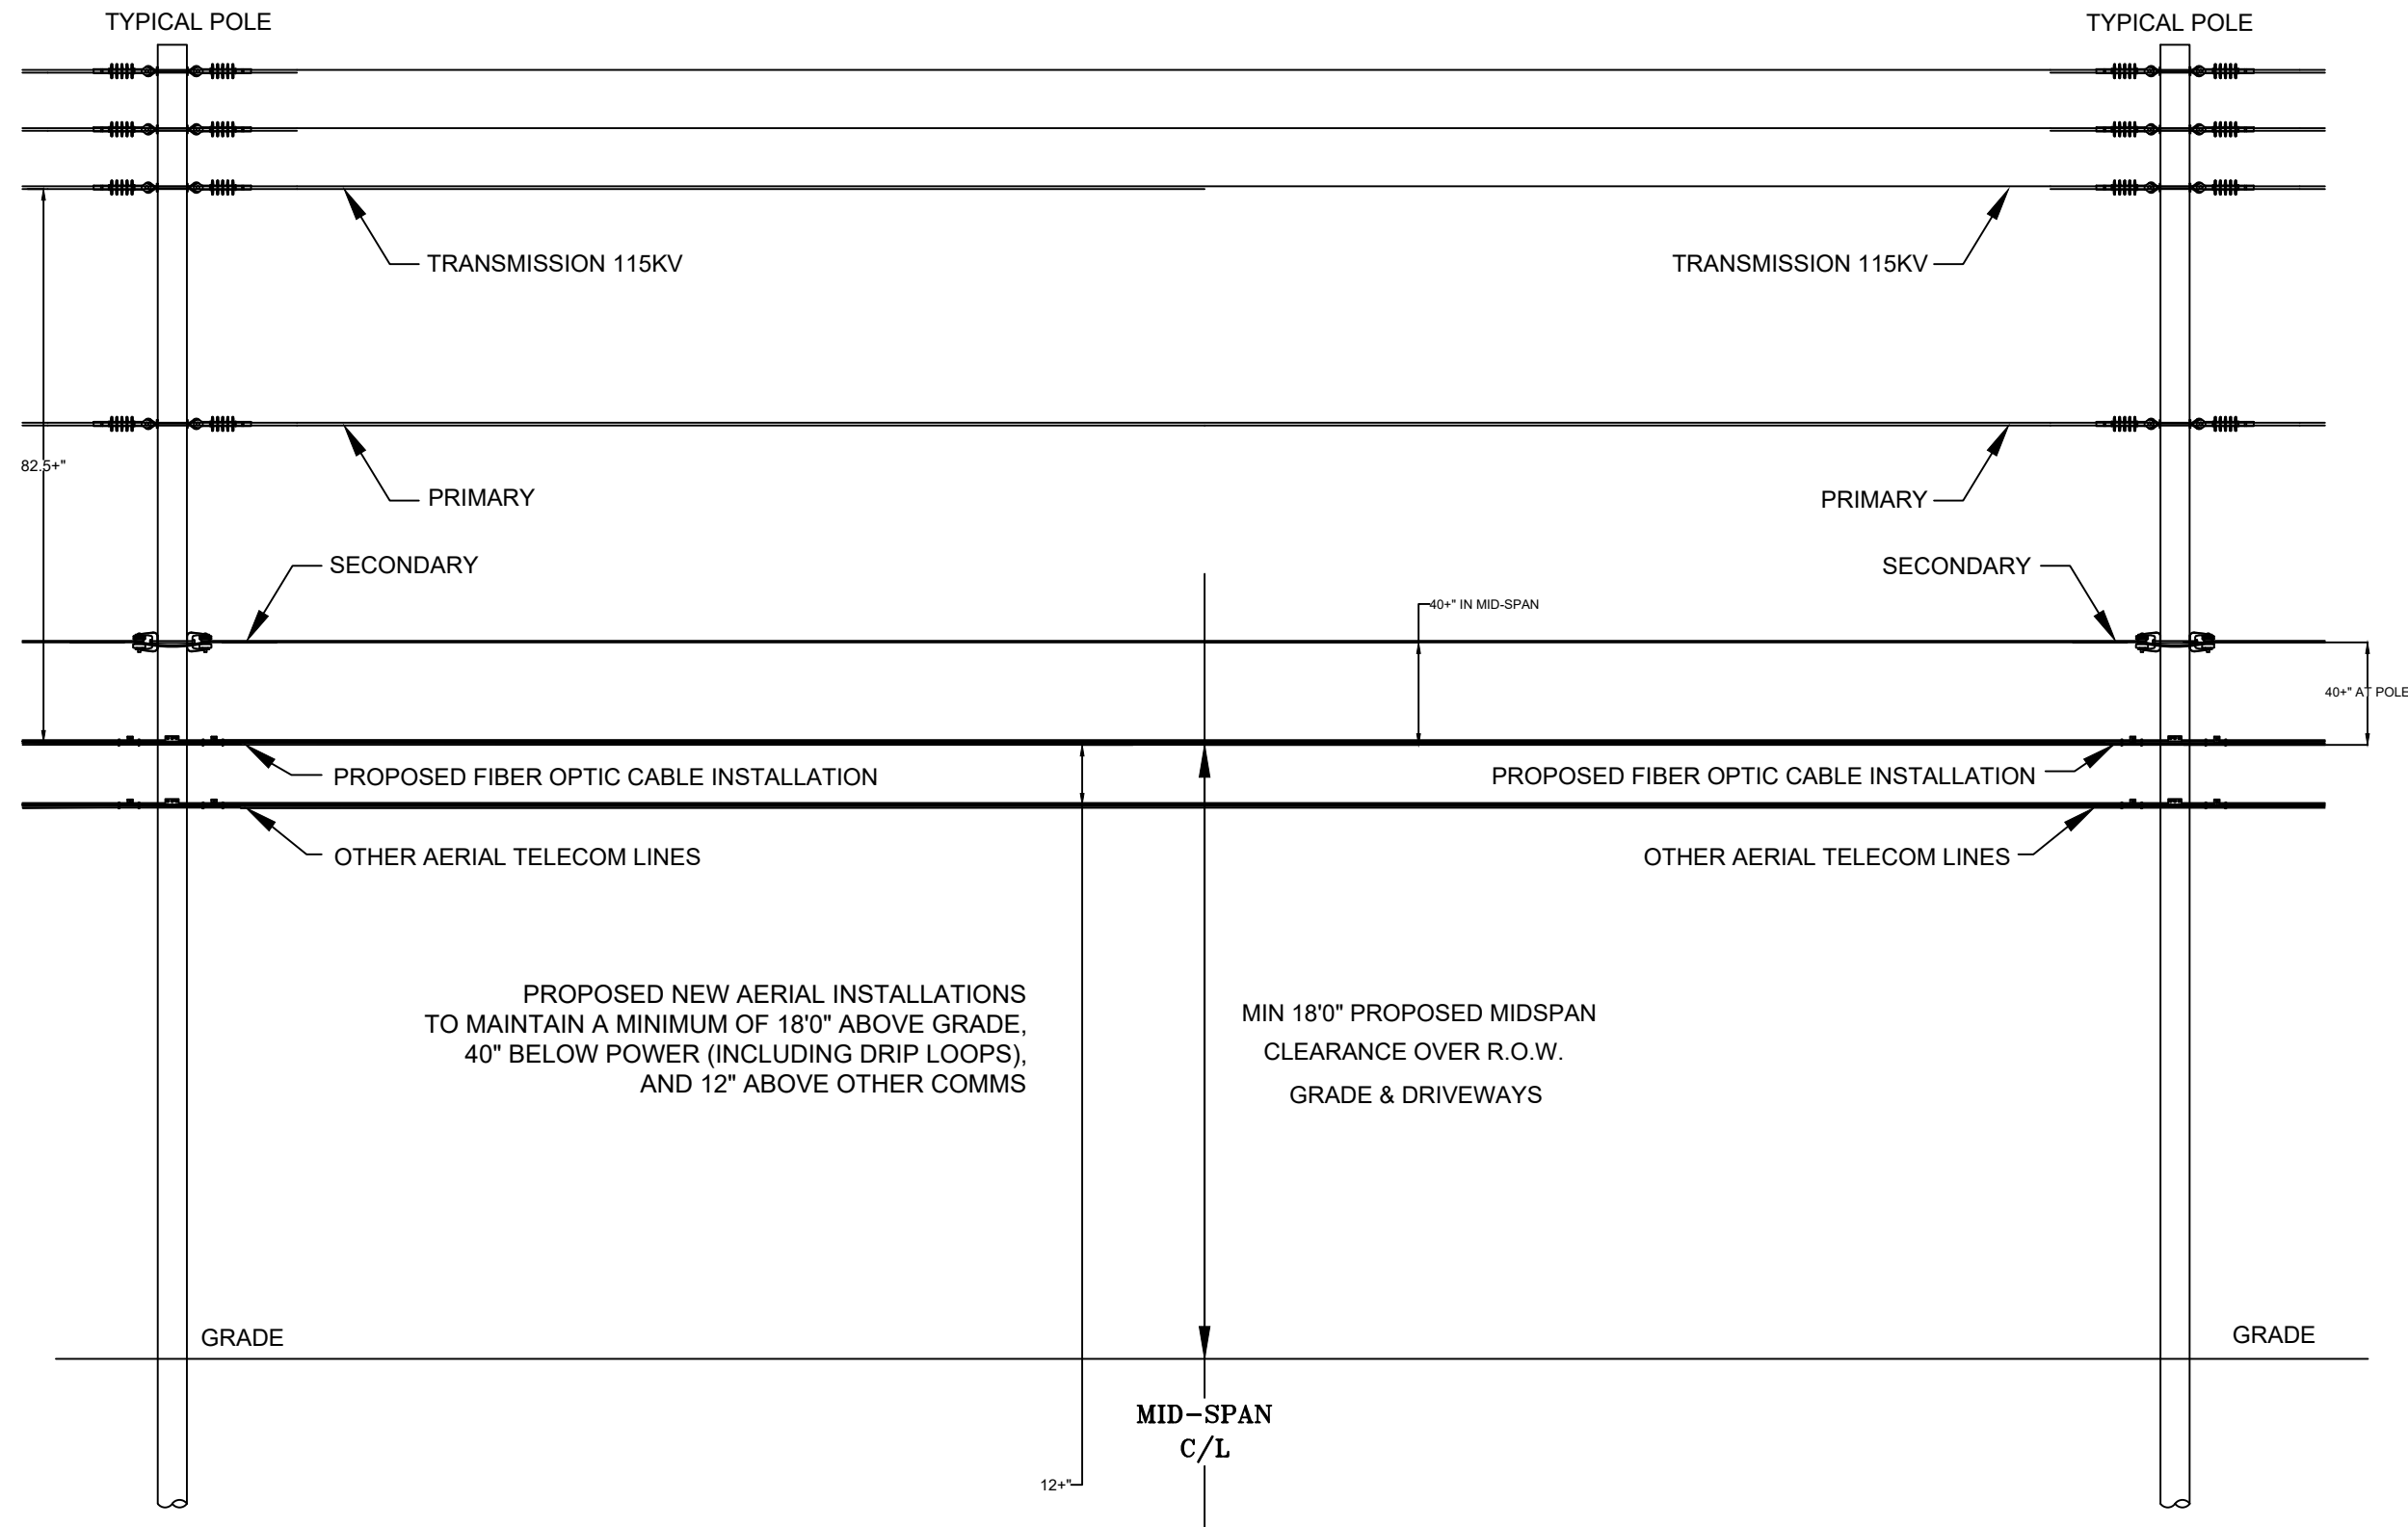 TYPICAL POLE
TYPICAL POLE
TRANSMISSION 115KV
TRANSMISSION 115KV
82.5+"
PRIMARY
PRIMARY
SECONDARY
SECONDARY
40+" IN MID-SPAN
40+" AT POLE
PROPOSED FIBER OPTIC CABLE INSTALLATION
PROPOSED FIBER OPTIC CABLE INSTALLATION
OTHER AERIAL TELECOM LINES
OTHER AERIAL TELECOM LINES
PROPOSED NEW AERIAL INSTALLATIONS
TO MAINTAIN A MINIMUM OF 18'0" ABOVE GRADE,
40" BELOW POWER (INCLUDING DRIP LOOPS),
AND 12" ABOVE OTHER COMMS
MIN 18'0" PROPOSED MIDSPAN
CLEARANCE OVER R.O.W.
GRADE & DRIVEWAYS
GRADE
GRADE
MID-SPAN
C/L
12+"